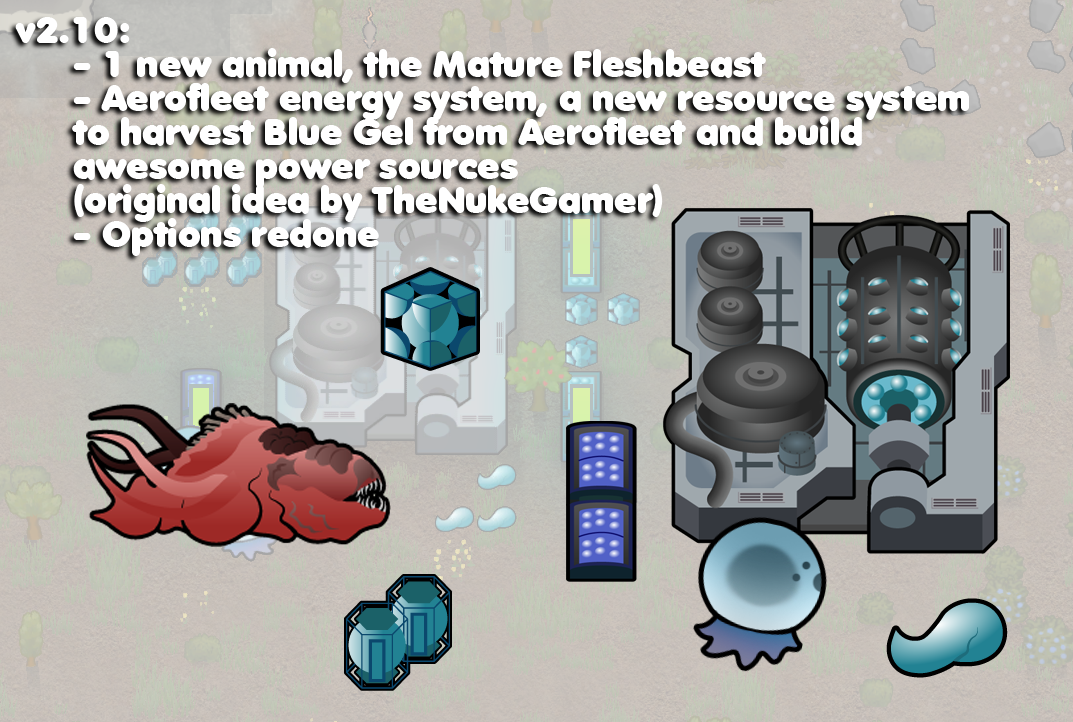 v2.10:
- 1 new animal, the Mature Fleshbeast
- Aerofleet energy system, a new resource system
to harvest Blue Gel from Aerofleet and build
awesome power sources
(original idea by TheNukeGamer)
- Options redone